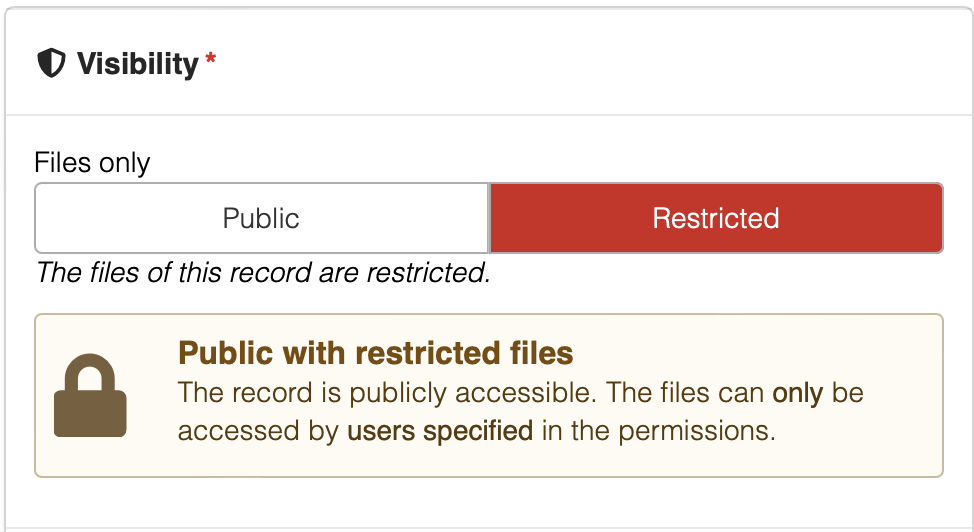 Visibility *
Files only
Public
Restricted
The files of this record are restricted.
Public with restricted files
The record is publicly accessible. The files can only be
accessed by users specified in the permissions.